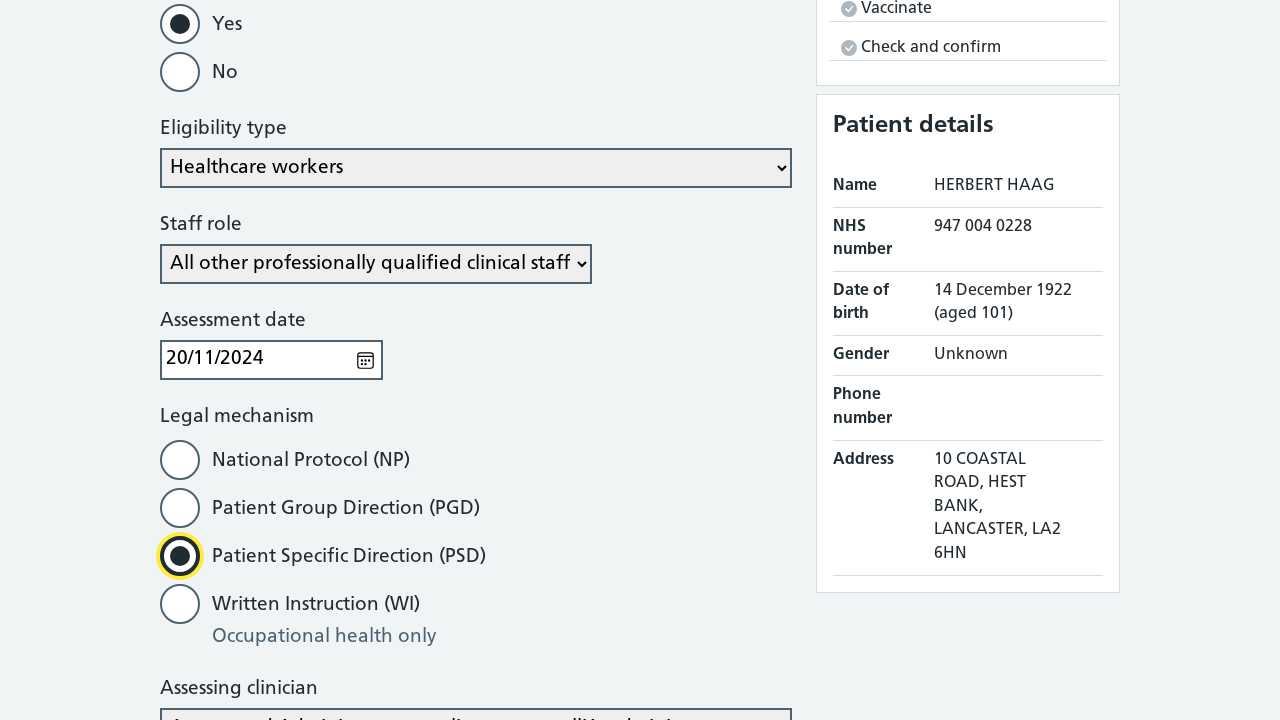 Yes
No
Eligibility type
Healthcare workers
Staff role
All other professionally qualified clinical staff
Assessment date
20/11/2024
Legal mechanism
National Protocol (NP)
Patient Group Direction (PGD)
Patient Specific Direction (PSD)
Written Instruction (WI)
Occupational health only
Assessing clinician
Vaccinate
Check and confirm
Patient details
Name HERBERT HAAG
NHS number 947 004 0228
Date of birth 14 December 1922 (aged 101)
Gender Unknown
Phone number
Address 10 COASTAL
ROAD, HEST
BANK,
LANCASTER, LA2
6HN